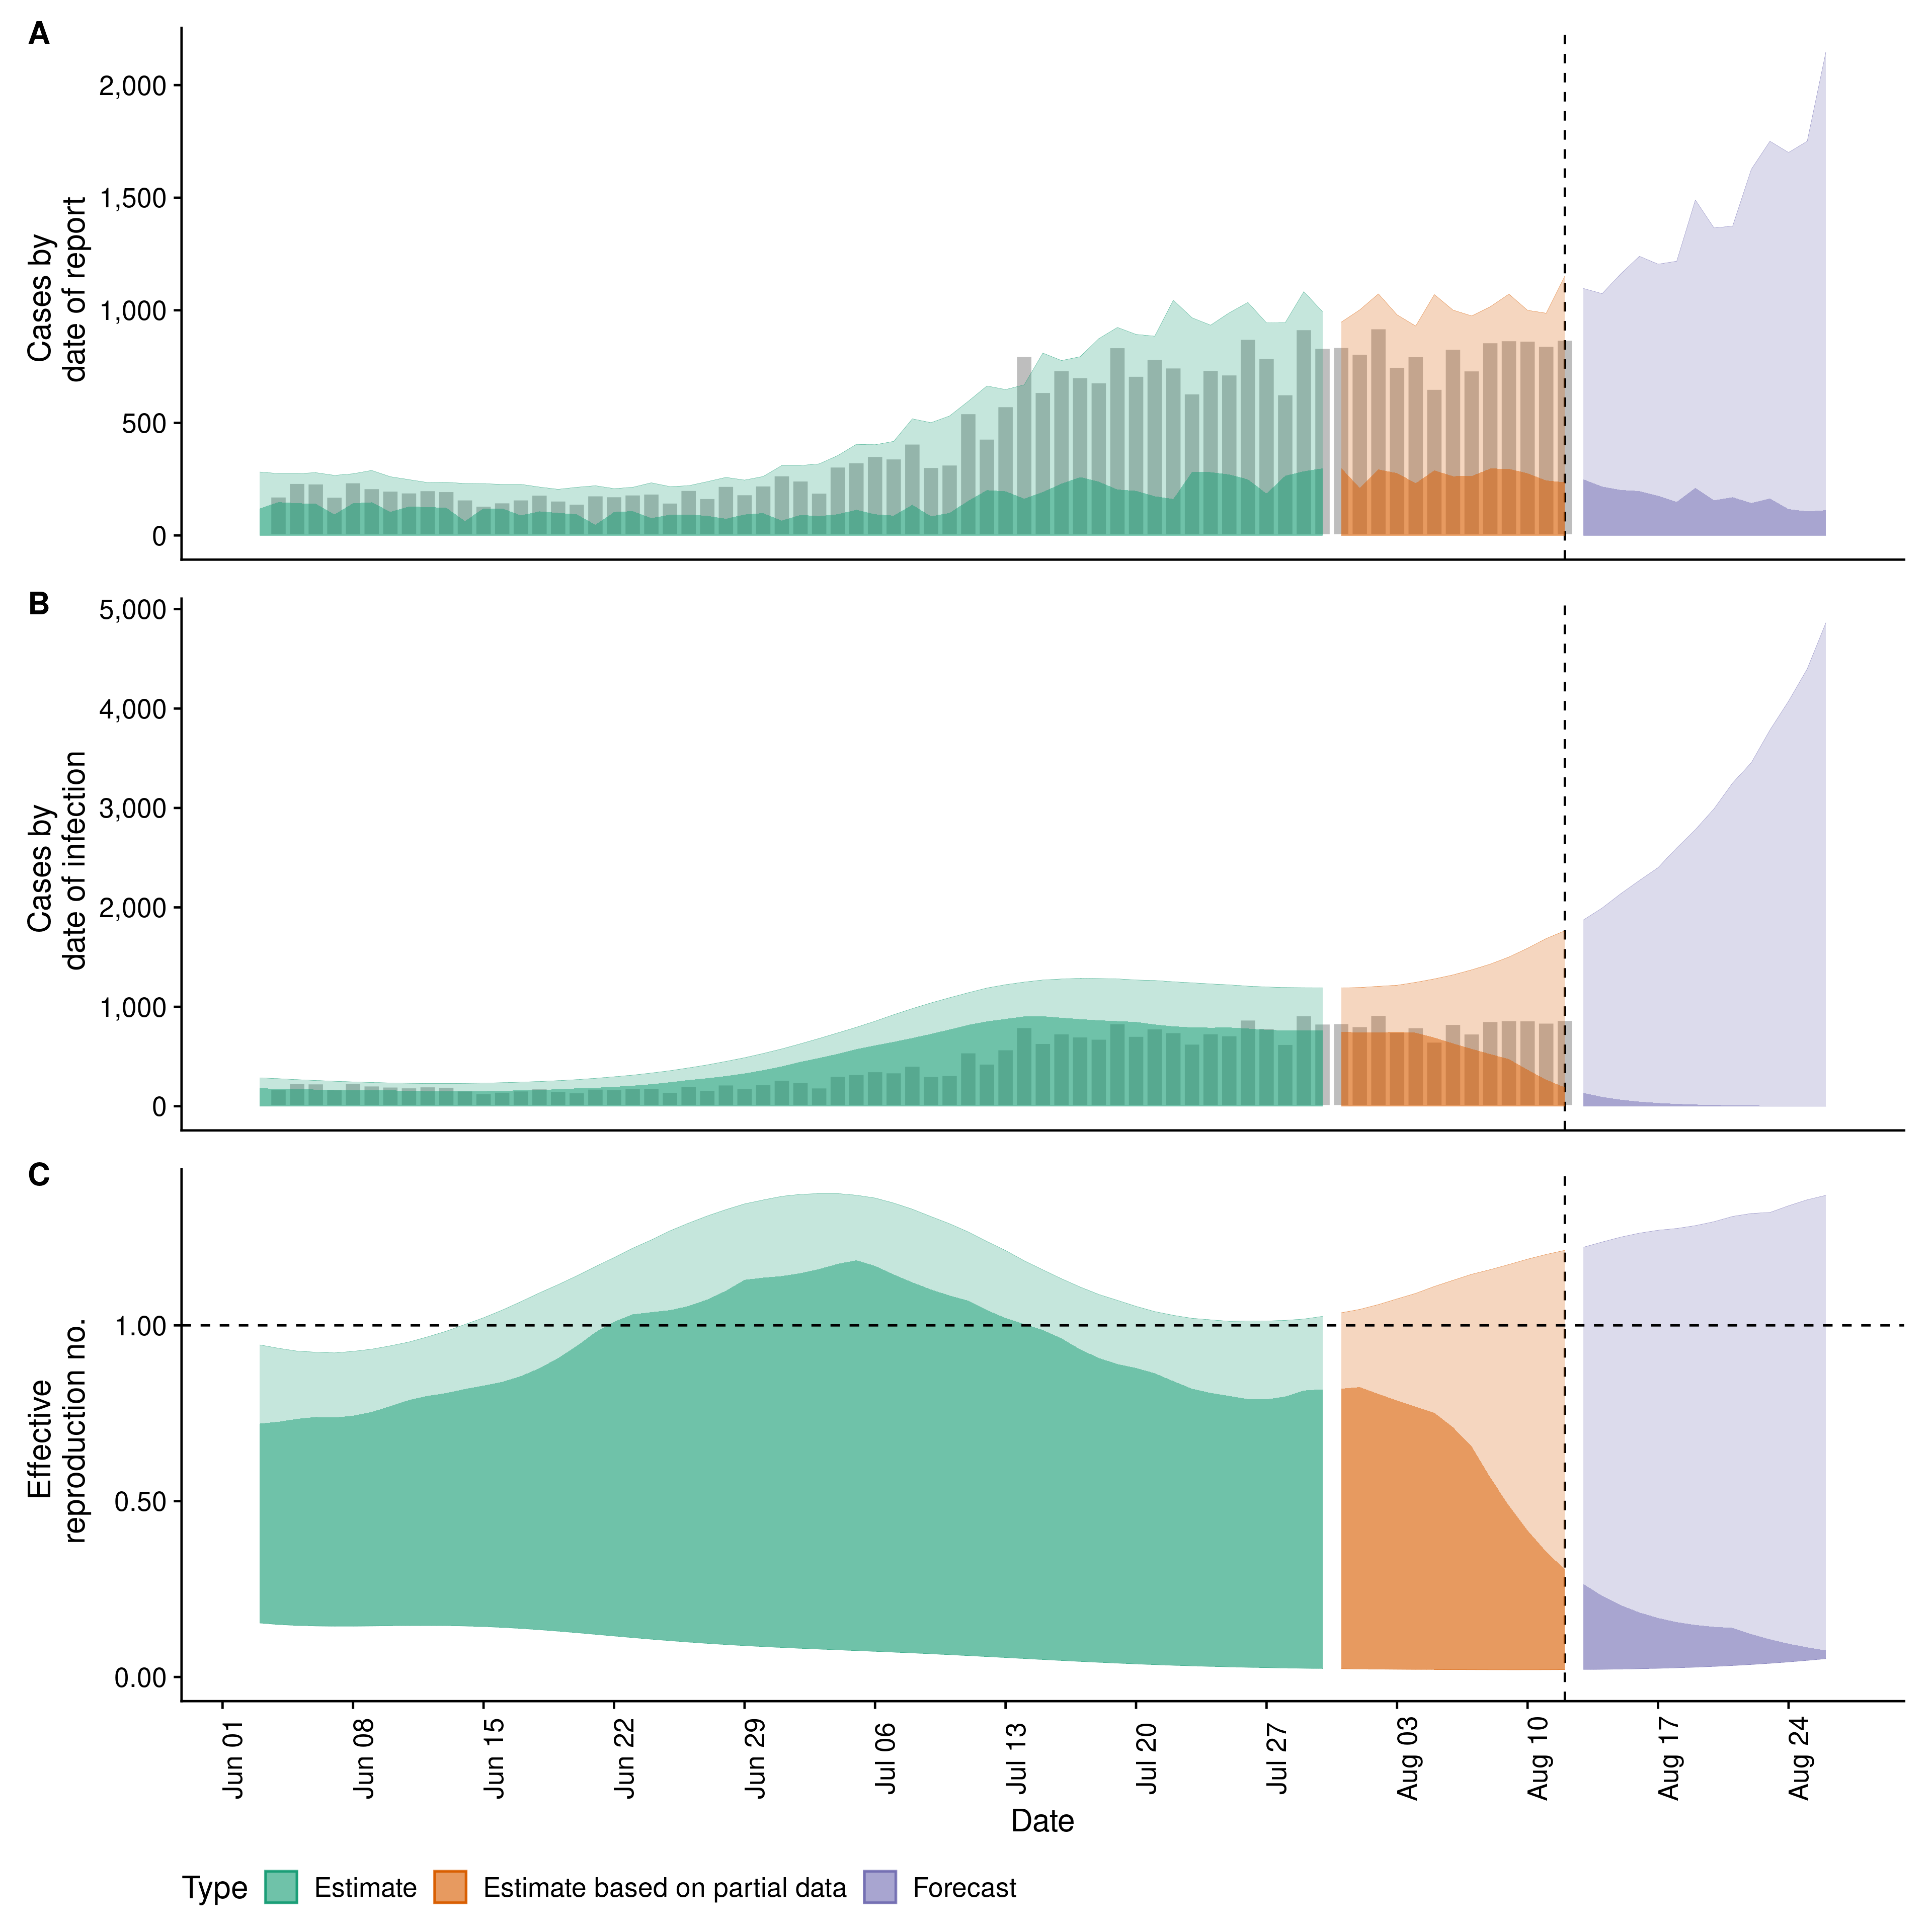 A
Cases by
date of report
2,000
1,500
1,000
500
0
B
Cases by
date of infection
5,000
4,000
3,000
2,000
1,000
0
C
Effective
reproduction no.
1.00
0.50
0.00
Jun 01
Jun 08
Jun 15
Jun 22
Jun 29
Jul 06
Jul 13
Jul 20
Jul 27
Aug 03
Aug 10
Aug 17
Aug 24
Date
Type Estimate Estimate based on partial data Forecast